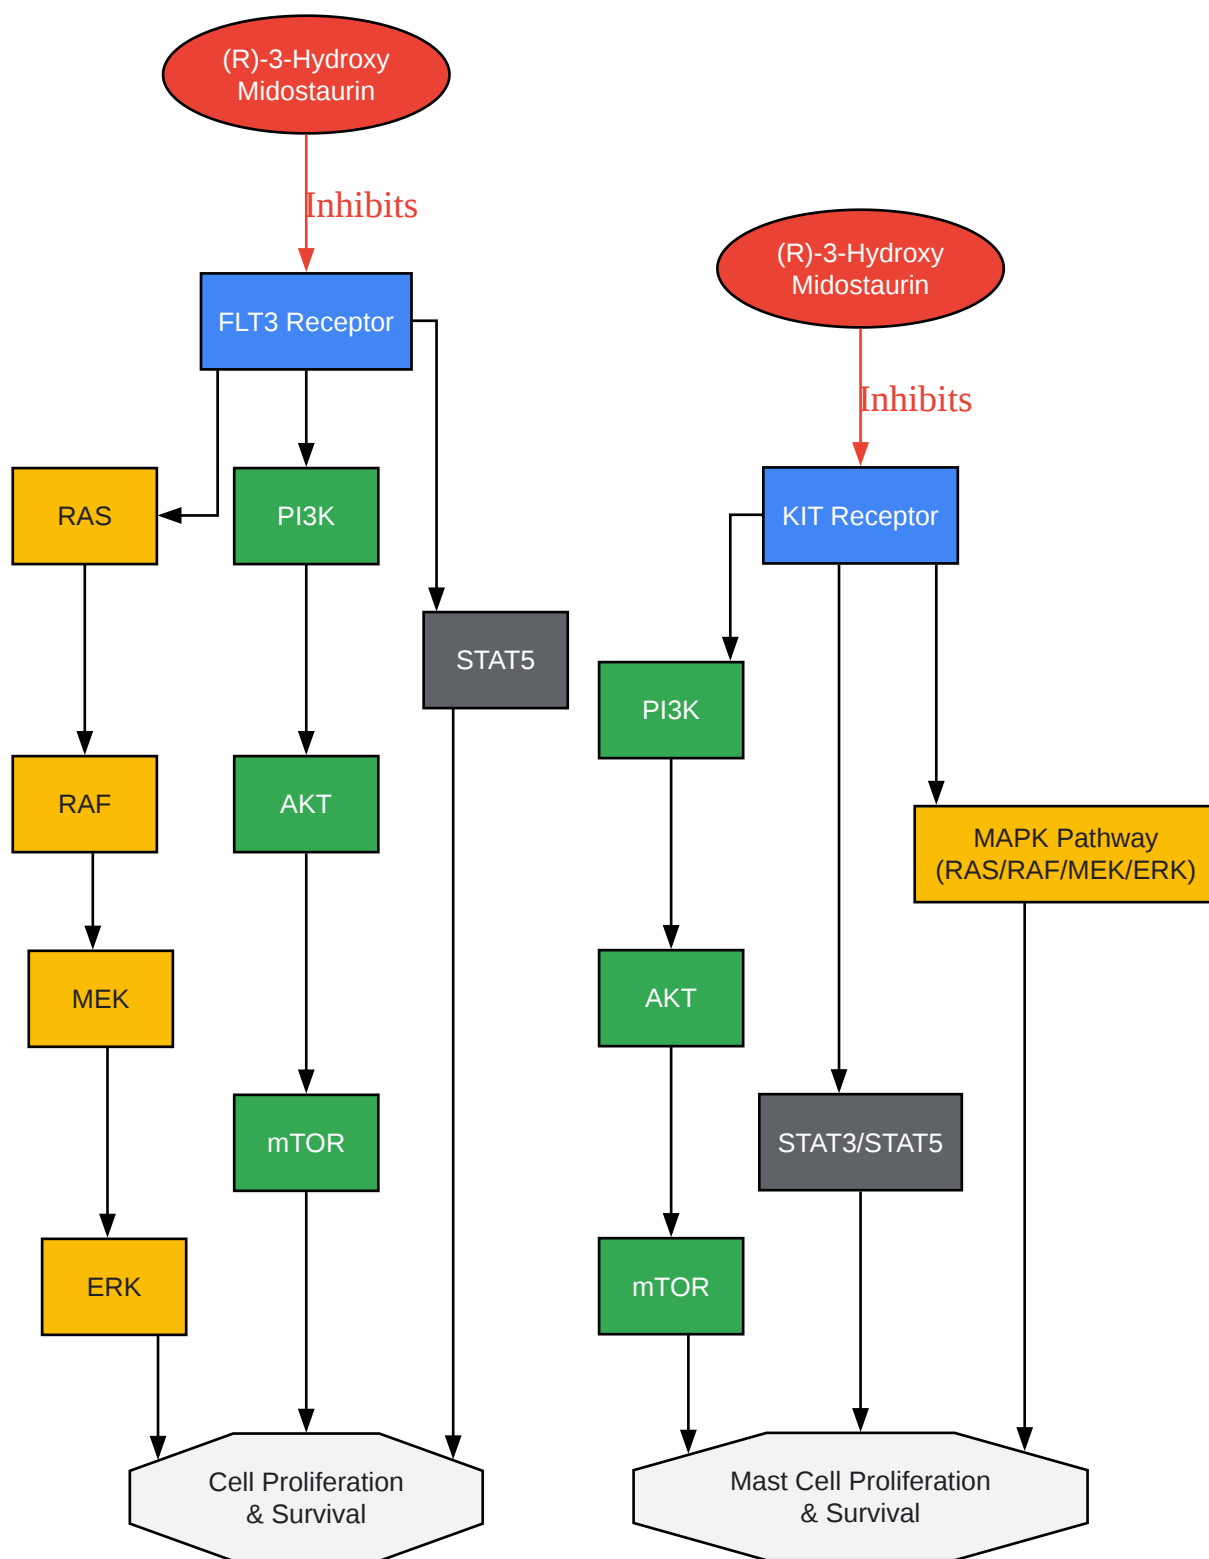 (R)-3-Hydroxy
Midostaurin
Inhibits
FLT3 Receptor
RAS
PI3K
STAT5
RAF
AKT
MEK
mTOR
ERK
Cell Proliferation
& Survival
(R)-3-Hydroxy
Midostaurin
Inhibits
KIT Receptor
PI3K
MAPK Pathway
(RAS/RAF/MEK/ERK)
AKT
STAT3/STAT5
mTOR
Mast Cell Proliferation
& Survival